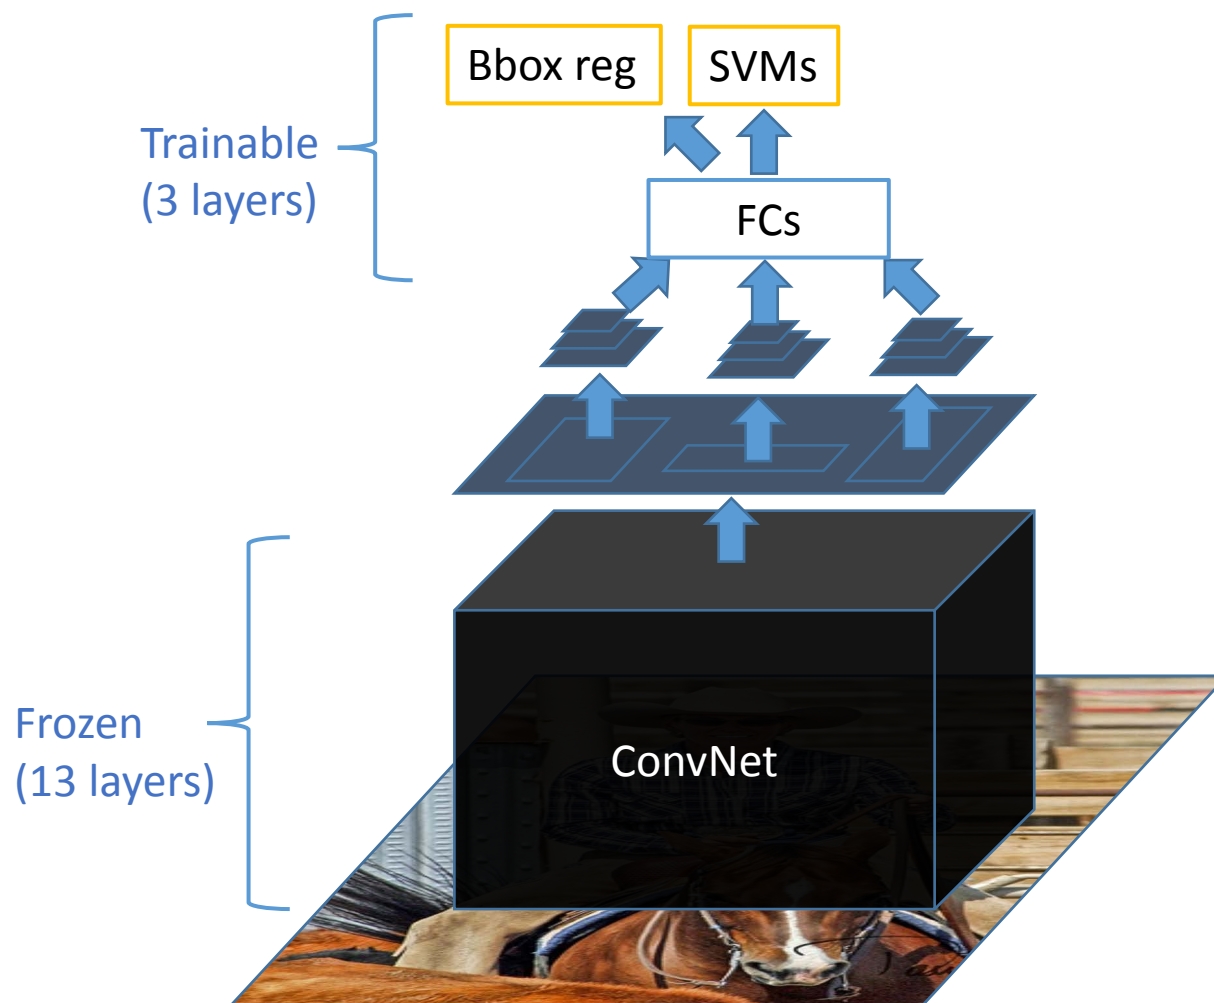 Bbox reg
SVMs
Trainable
(3 layers)
FCs
Frozen
(13 layers)
ConvNet